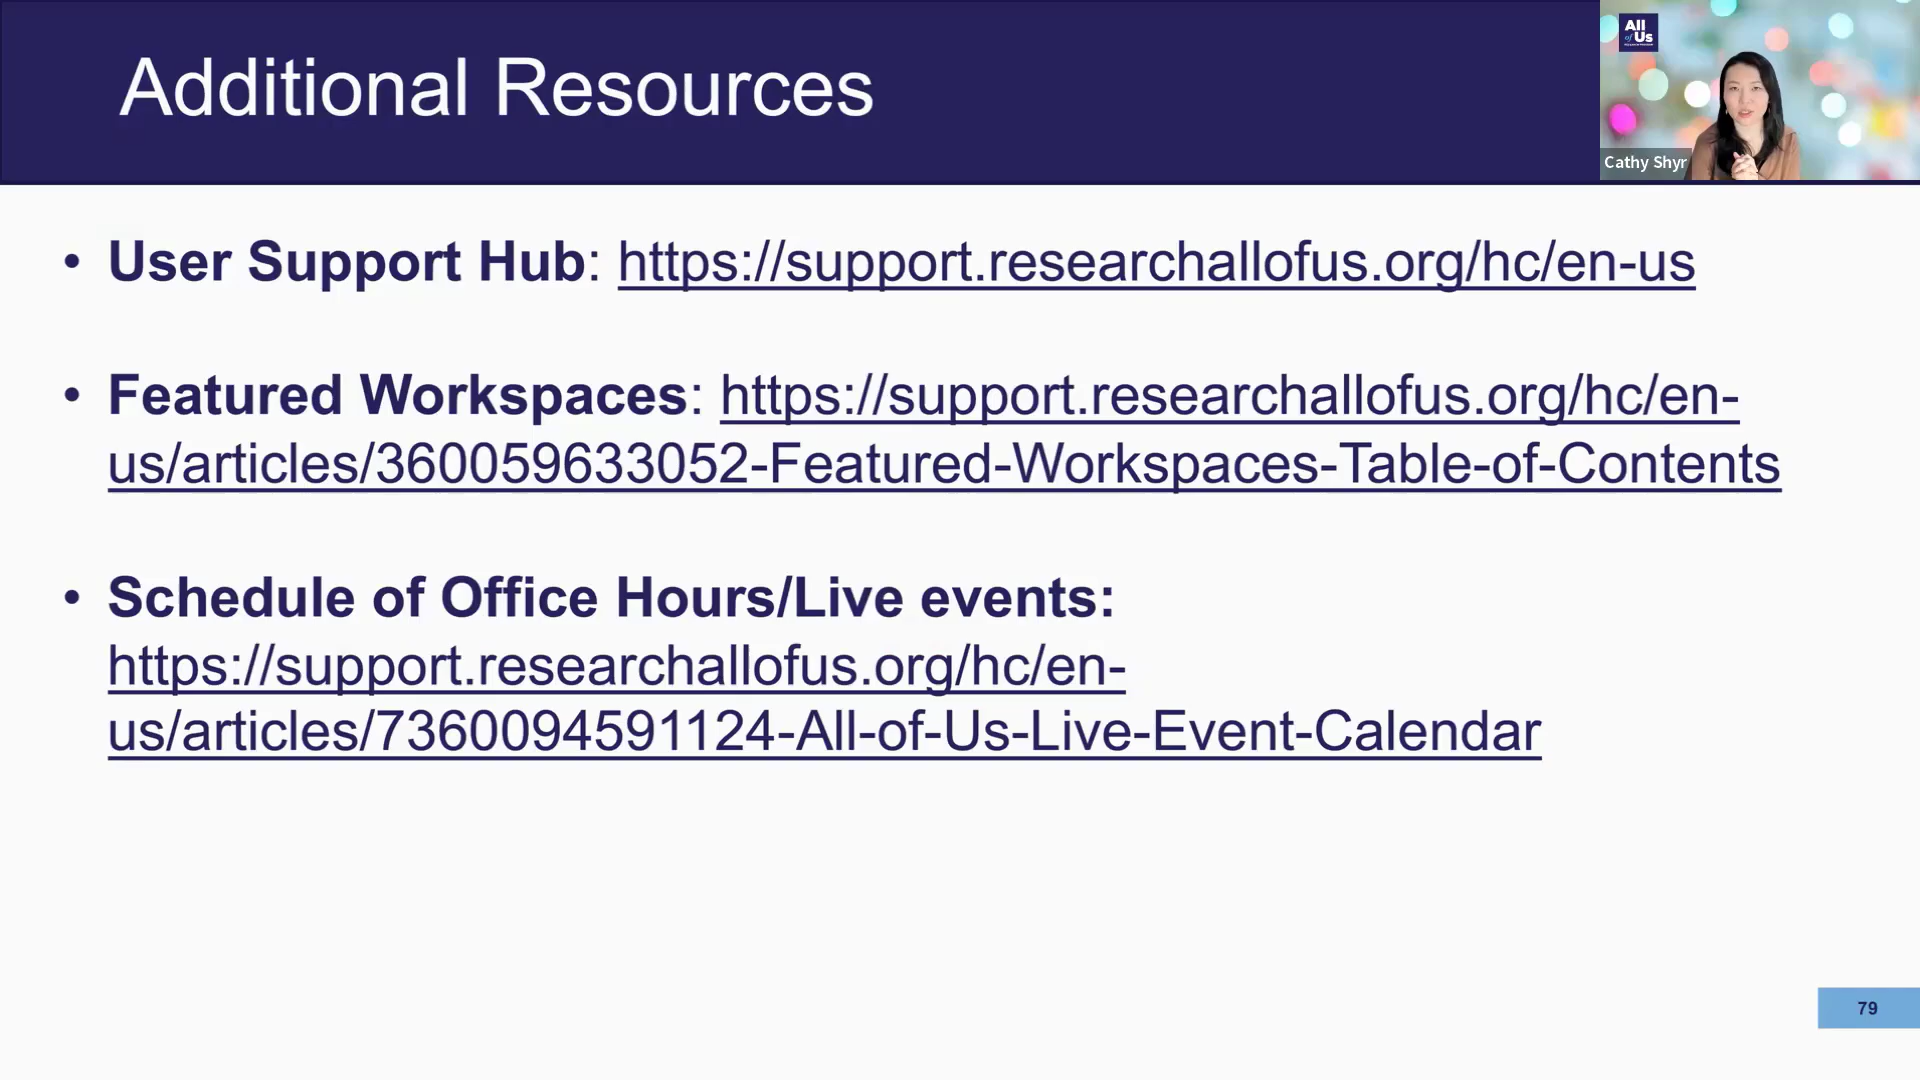 Additional Resources
All
of Us
Cathy Shyr
• User Support Hub: https://support.researchallofus.org/hc/en-us
• Featured Workspaces: https://support.researchallofus.org/hc/en-
us/articles/360059633052-Featured-Workspaces-Table-of-Contents
• Schedule of Office Hours/Live events:
https://support.researchallofus.org/hc/en-
us/articles/7360094591124-All-of-Us-Live-Event-Calendar
79